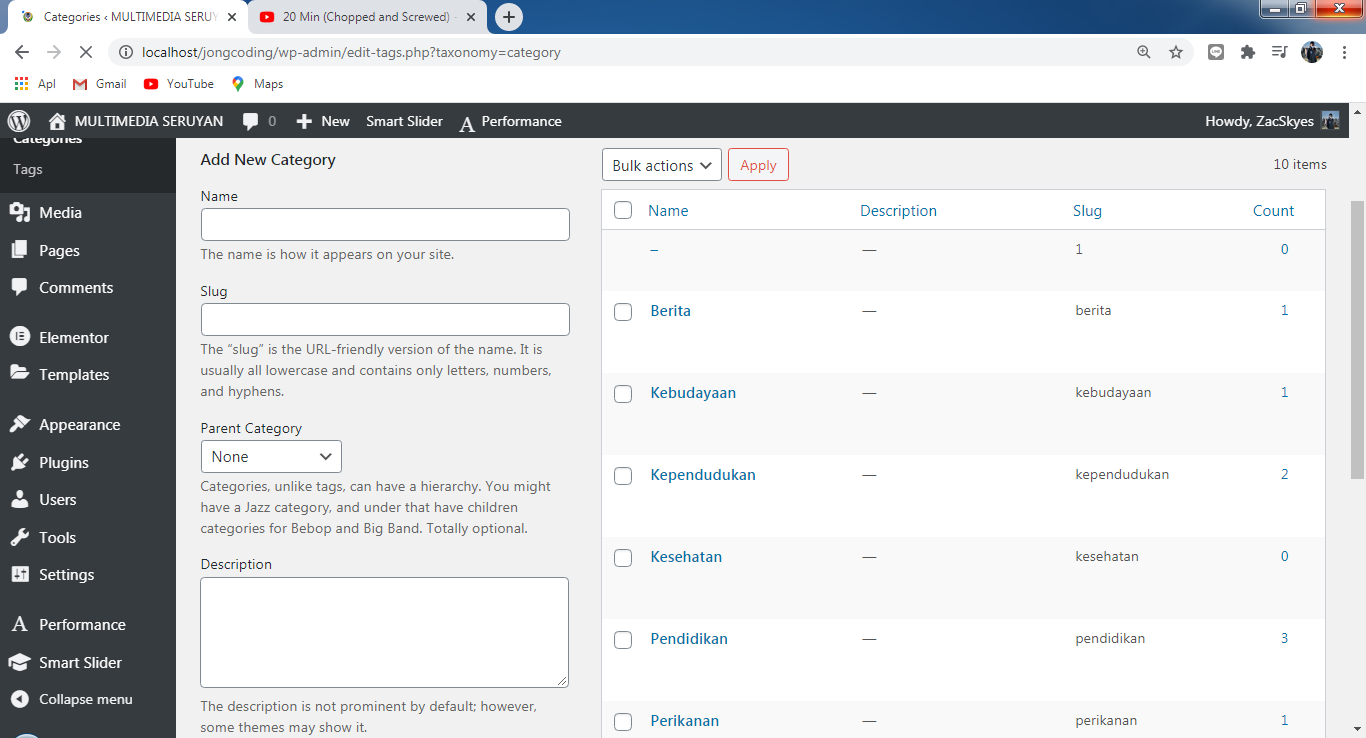 Categories ‹ MULTIMEDIA SERUYAN
20 Min (Chopped and Screwed) -
localhost/jongcoding/wp-admin/edit-tags.php?taxonomy=category
Apl Gmail YouTube Maps
MULTIMEDIA SERUYAN 0 New Smart Slider Performance Howdy, ZacSkyes
Categories
Tags
Media
Pages
Comments
Elementor
Templates
Appearance
Plugins
Users
Tools
Settings
Performance
Smart Slider
Collapse menu
Add New Category
Name
The name is how it appears on your site.
Slug
The “slug” is the URL-friendly version of the name. It is
usually all lowercase and contains only letters, numbers,
and hyphens.
Parent Category
None
Categories, unlike tags, can have a hierarchy. You might
have a Jazz category, and under that have children
categories for Bebop and Big Band. Totally optional.
Description
The description is not prominent by default; however,
some themes may show it.
Bulk actions Apply 10 items
Name Description Slug Count
– — 1 0
Berita — berita 1
Kebudayaan — kebudayaan 1
Kependudukan — kependudukan 2
Kesehatan — kesehatan 0
Pendidikan — pendidikan 3
Perikanan — perikanan 1